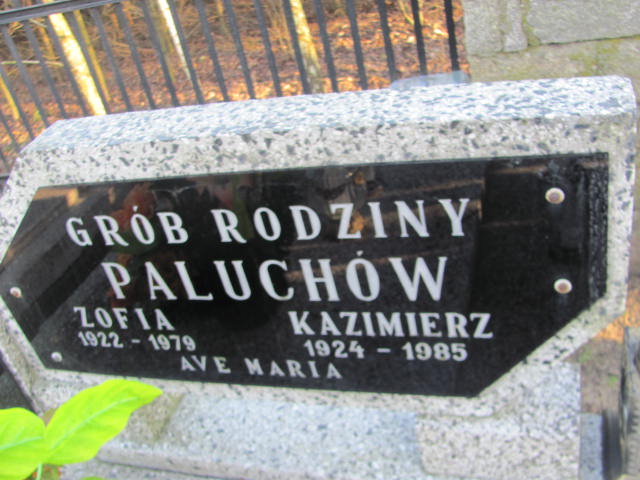 GRÓB RODZINY
PALUCHÓW
ZOFIA KAZIMIERZ
1922 - 1979 1924 - 1985
AVE MARIA